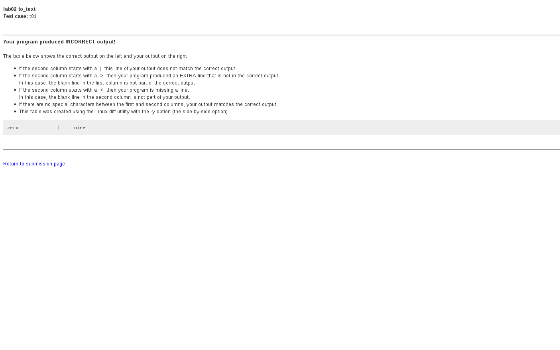 lab02 to_text
Test case: t01
Your program produced INCORRECT output!
The table below shows the correct output on the left and your output on the right
If the second column starts with a | this line of your output does not match the correct output
If the second column starts with a > then your program produced an EXTRA line that is not in the correct output
In this case, the blank line in the first column is not part of the correct output.
If the second column starts with a < then your program is missing a line.
In this case, the blank line in the second column is not part of your output.
If there are no special characters between the first and second columns, your output matches the correct output.
This table was created using the Linux diff utility with the -y option (the side-by-side option)
zero |
Return to submission page